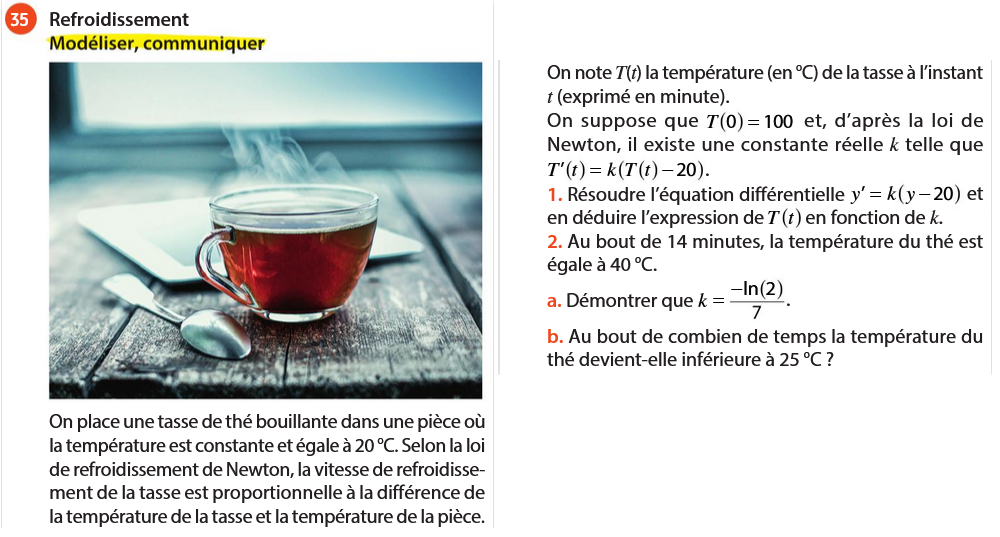 35 Refroidissement
Modéliser, communiquer
On place une tasse de thé bouillante dans une pièce où
la température est constante et égale à 20 °C. Selon la loi
de refroidissement de Newton, la vitesse de refroidisse-
ment de la tasse est proportionnelle à la différence de
la température de la tasse et la température de la pièce.
On note T(t) la température (en °C) de la tasse à l'instant
t (exprimé en minute).
On suppose que T(0) = 100 et, d'après la loi de
Newton, il existe une constante réelle k telle que
T′(t) = k(T(t) − 20).
1. Résoudre l'équation différentielle y′ = k(y − 20) et
en déduire l'expression de T(t) en fonction de k.
2. Au bout de 14 minutes, la température du thé est
égale à 40 °C.
a. Démontrer que k = −ln(2)/7.
b. Au bout de combien de temps la température du
thé devient-elle inférieure à 25 °C ?